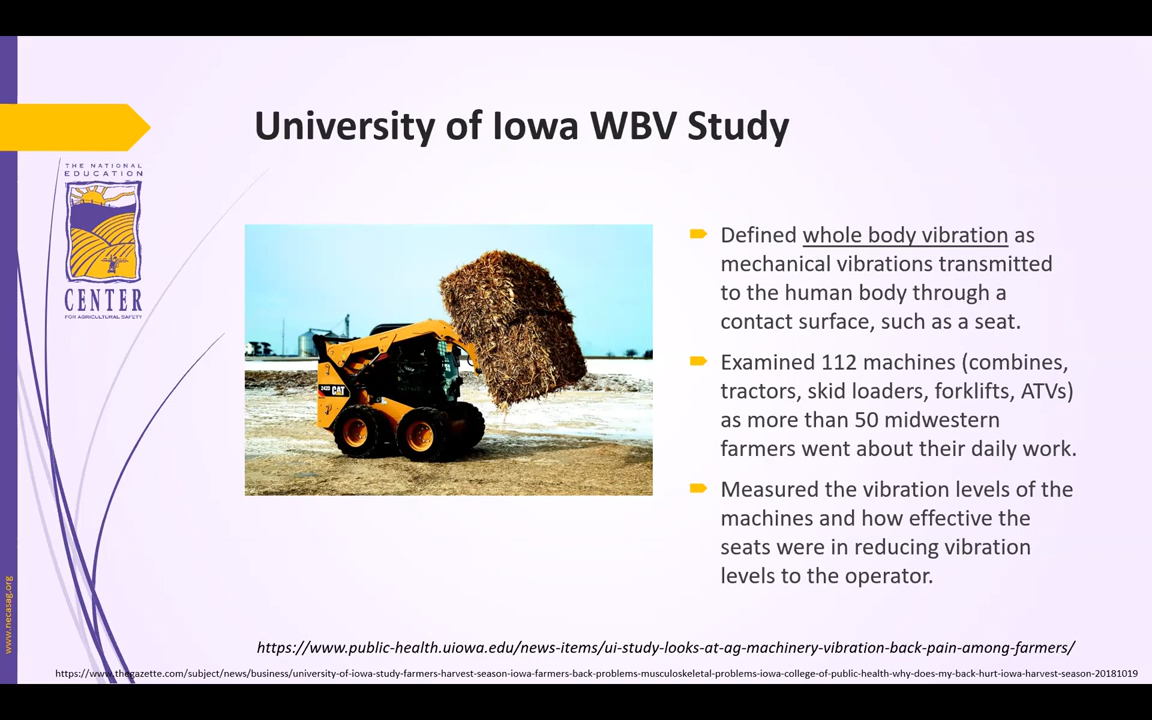 University of Iowa WBV Study
THE NATIONAL
EDUCATION
CENTER
FOR AGRICULTURAL SAFETY
242D CAT
Defined whole body vibration as
mechanical vibrations transmitted
to the human body through a
contact surface, such as a seat.
Examined 112 machines (combines,
tractors, skid loaders, forklifts, ATVs)
as more than 50 midwestern
farmers went about their daily work.
Measured the vibration levels of the
machines and how effective the
seats were in reducing vibration
levels to the operator.
www.necasag.org
https://www.public-health.uiowa.edu/news-items/ui-study-looks-at-ag-machinery-vibration-back-pain-among-farmers/
https://www.thegazette.com/subject/news/business/university-of-iowa-study-farmers-harvest-season-iowa-farmers-back-problems-musculoskeletal-problems-iowa-college-of-public-health-why-does-my-back-hurt-iowa-harvest-season-20181019